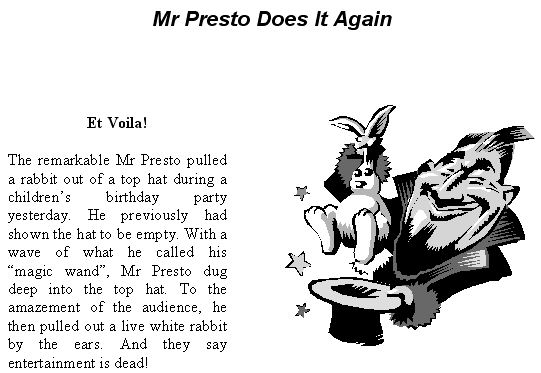 Mr Presto Does It Again
Et Voila!
The remarkable Mr Presto pulled
a rabbit out of a top hat during a
children’s birthday party
yesterday. He previously had
shown the hat to be empty. With a
wave of what he called his
“magic wand”, Mr Presto dug
deep into the top hat. To the
amazement of the audience, he
then pulled out a live white rabbit
by the ears. And they say
entertainment is dead!